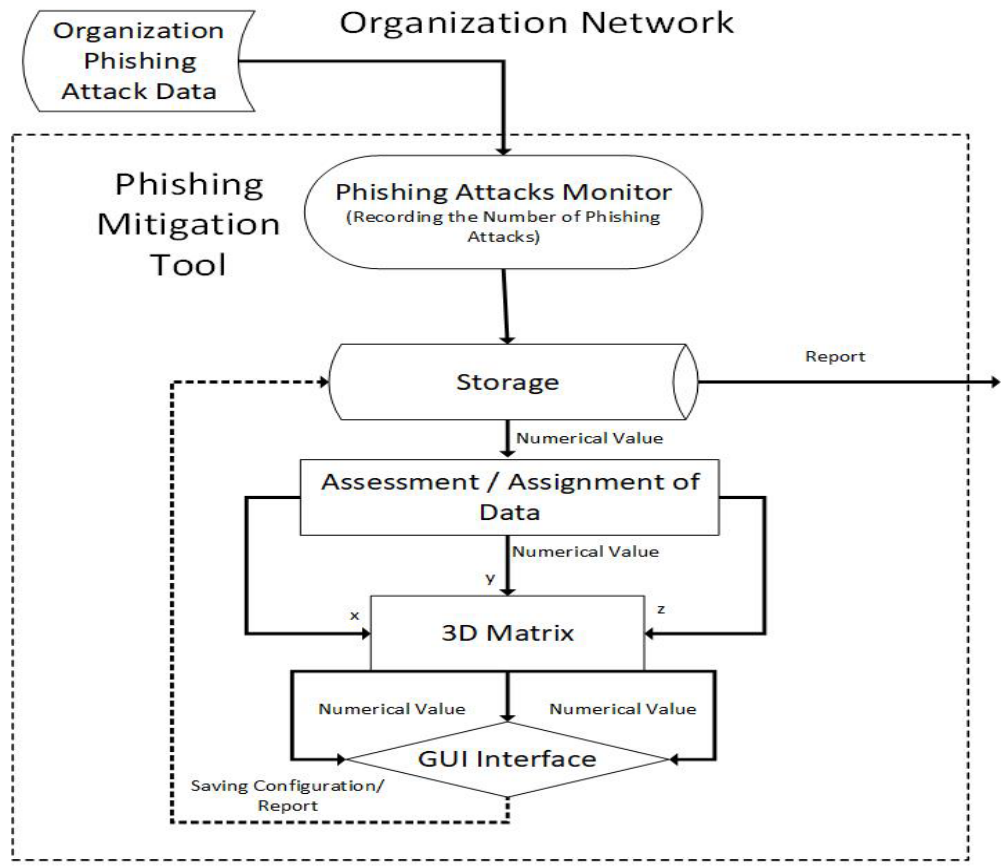 Organization Network
Organization
Phishing
Attack Data
Phishing
Mitigation
Tool
Phishing Attacks Monitor
(Recording the Number of Phishing
Attacks)
Storage
Report
Numerical Value
Assessment / Assignment of
Data
Numerical Value
y
x
z
3D Matrix
Numerical Value
Numerical Value
GUI Interface
Saving Configuration/
Report